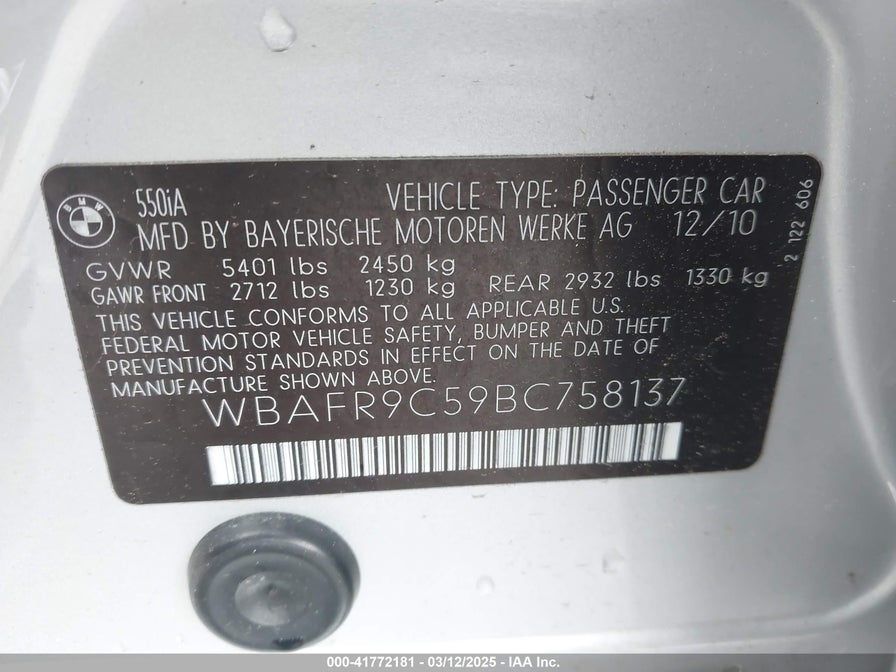 BMW
550iA VEHICLE TYPE: PASSENGER CAR
MFD BY BAYERISCHE MOTOREN WERKE AG 12/10
GVWR 5401 lbs 2450 kg
GAWR FRONT 2712 lbs 1230 kg REAR 2932 lbs 1330 kg
THIS VEHICLE CONFORMS TO ALL APPLICABLE U.S.
FEDERAL MOTOR VEHICLE SAFETY, BUMPER AND THEFT
PREVENTION STANDARDS IN EFFECT ON THE DATE OF
MANUFACTURE SHOWN ABOVE.
WBAFR9C59BC758137
2 122 606
000-41772181 - 03/12/2025 - IAA Inc.